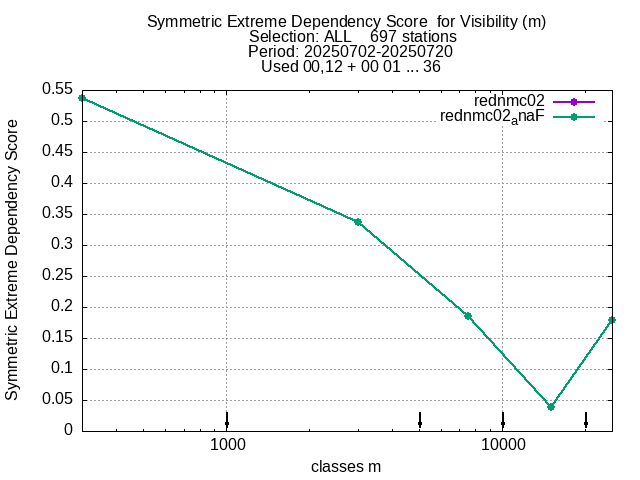 Symmetric Extreme Dependency Score  for Visibility (m)
Selection: ALL    697 stations
Period: 20250702-20250720
Used 00,12 + 00 01 ... 36
rednmc02
rednmc02anaF
Symmetric Extreme Dependency Score
0.55
0.5
0.45
0.4
0.35
0.3
0.25
0.2
0.15
0.1
0.05
0
1000 10000
classes m